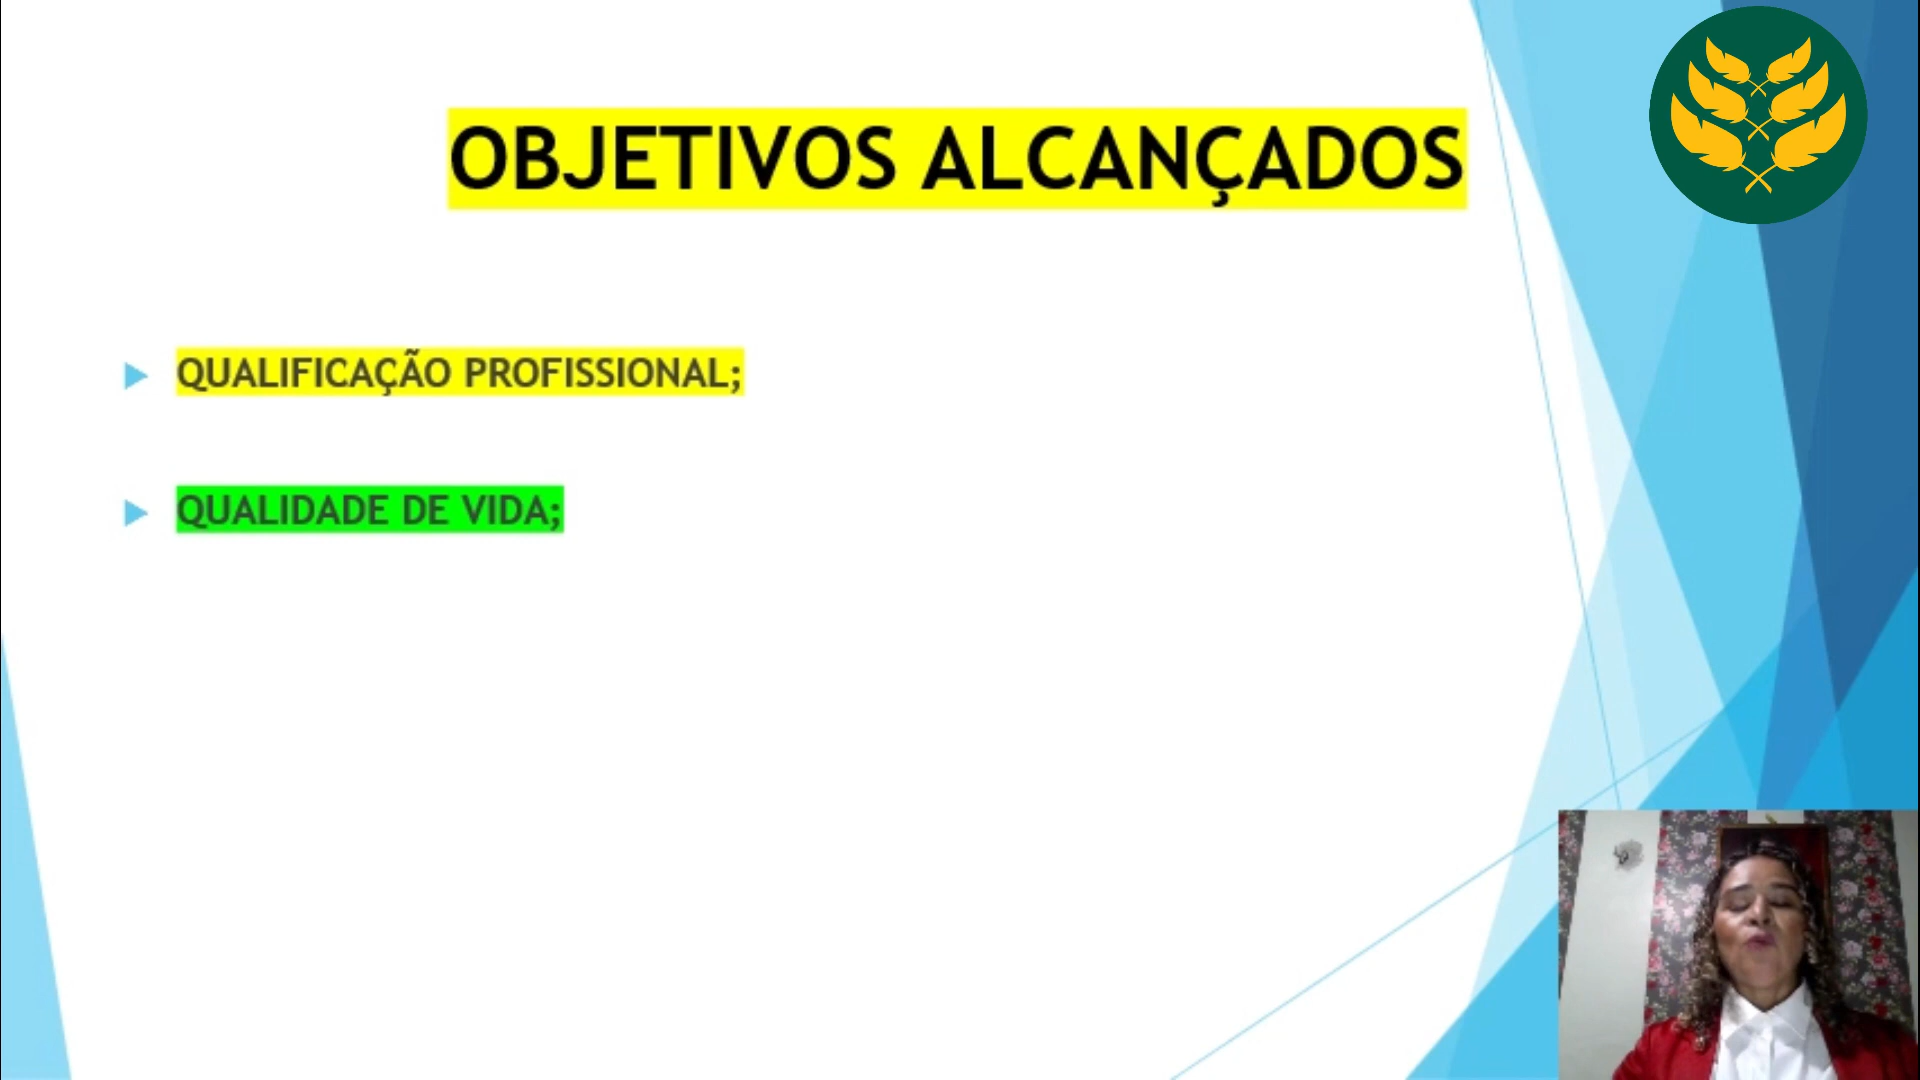 OBJETIVOS ALCANÇADOS
QUALIFICAÇÃO PROFISSIONAL;
QUALIDADE DE VIDA;